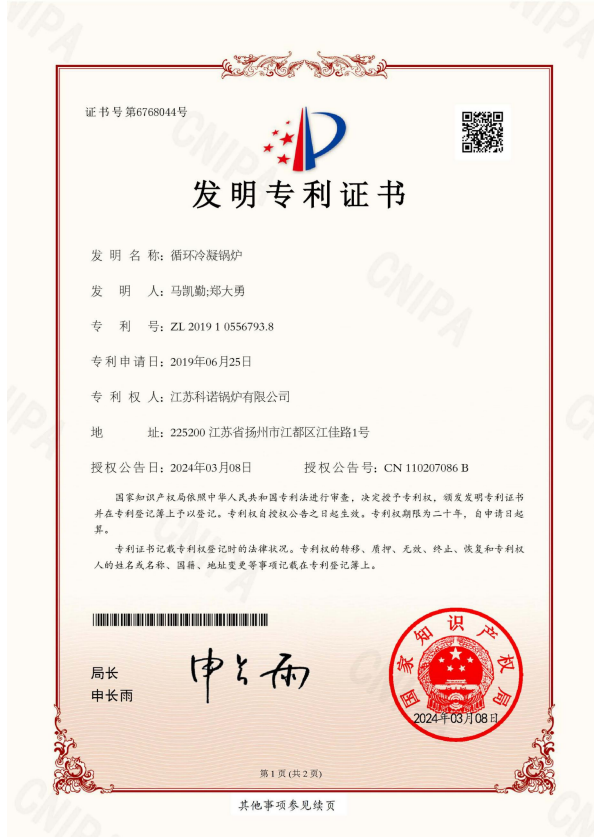 证书号第6768044号
发明专利证书
发明名称：循环冷凝锅炉
发明人：马凯勤;郑大勇
专利号：ZL 2019 1 0556793.8
专利申请日：2019年06月25日
专利权人：江苏科诺锅炉有限公司
地址：225200 江苏省扬州市江都区江佳路1号
授权公告日：2024年03月08日 授权公告号：CN 110207086 B
国家知识产权局依照中华人民共和国专利法进行审查，决定授予专利权，颁发发明专利证书
并在专利登记簿上予以登记。专利权自授权公告之日起生效。专利权期限为二十年，自申请日起
算。
专利证书记载专利权登记时的法律状况。专利权的转移、质押、无效、终止、恢复和专利权
人的姓名或名称、国籍、地址变更等事项记载在专利登记簿上。
局长
申长雨
申长雨
国家知识产权局
2024年03月08日
第 1 页 (共 2 页)
其他事项参见续页
CNIPA
CNIPA
CNIPA
CNIPA
CNIPA
CNIPA
CNIPA